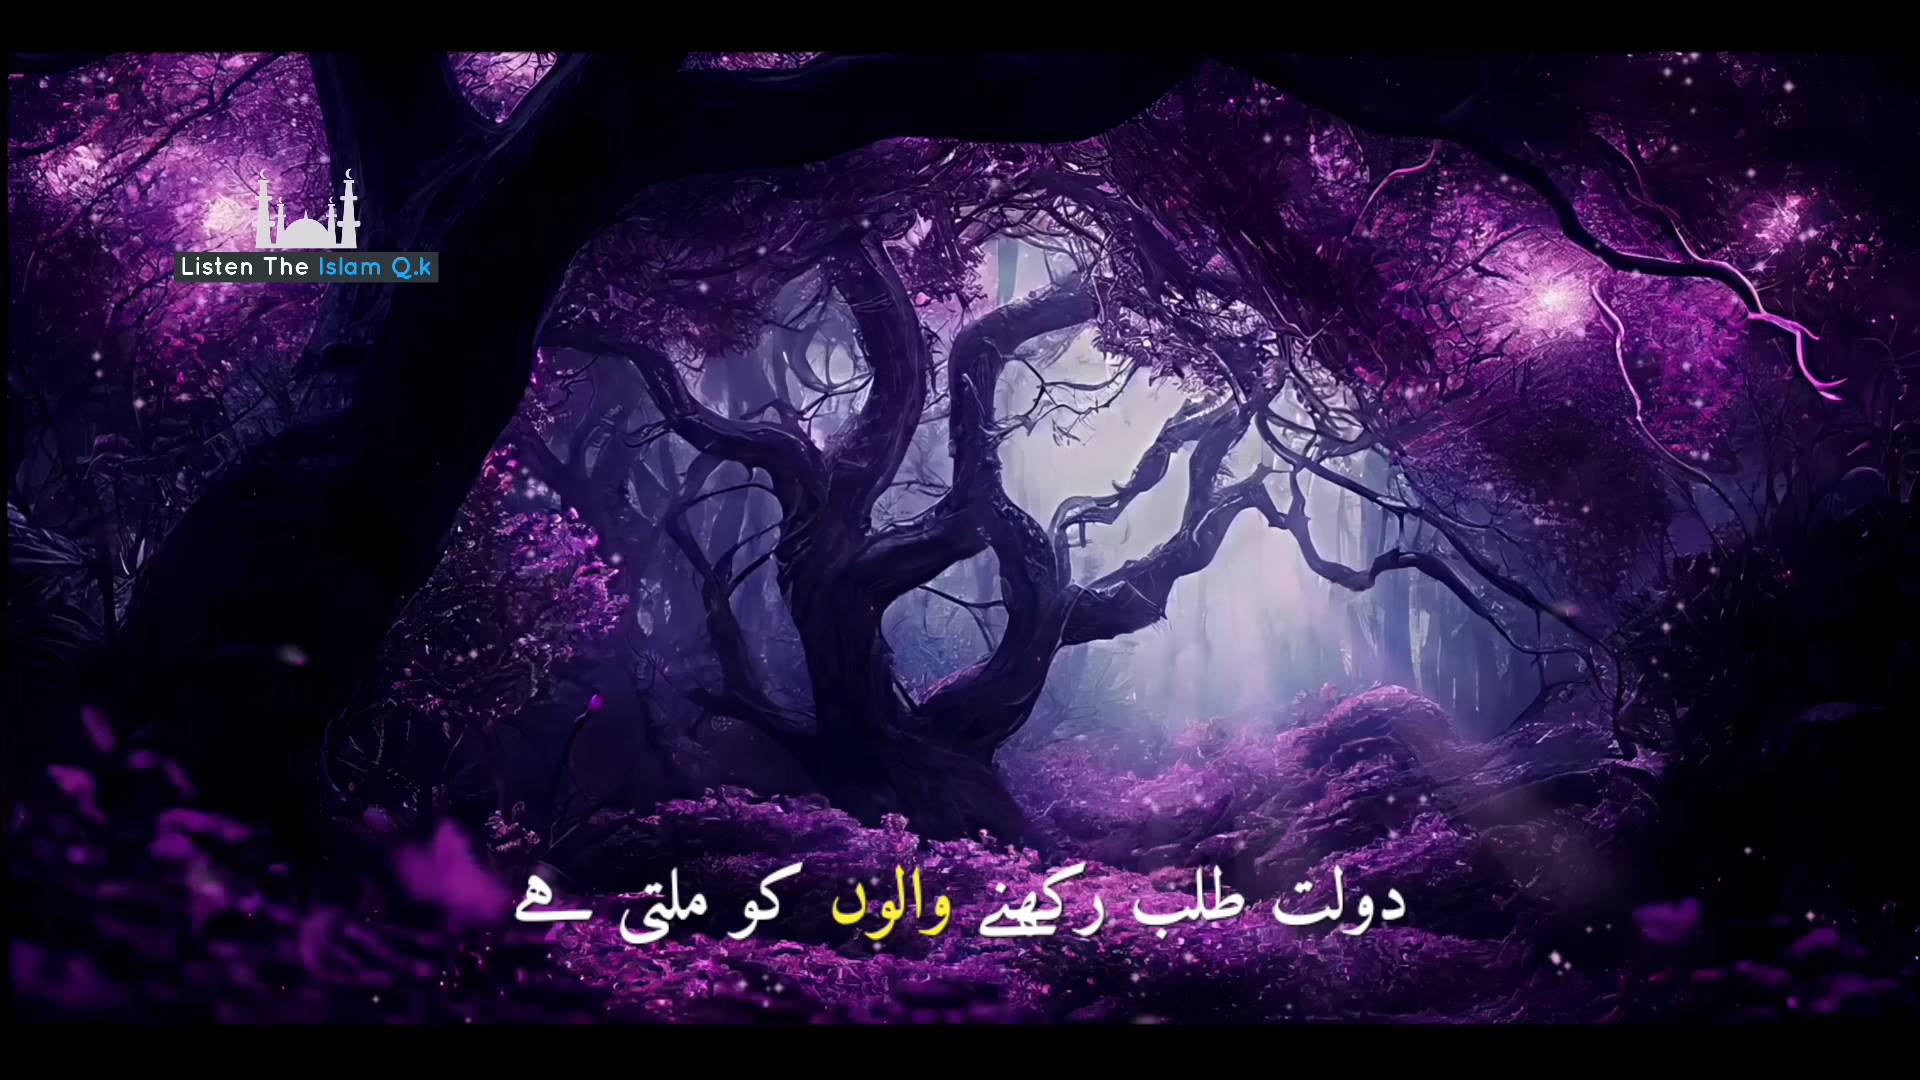 Listen The Islam Q.k
دولت طلب رکھنے والوں کو ملتی ہے